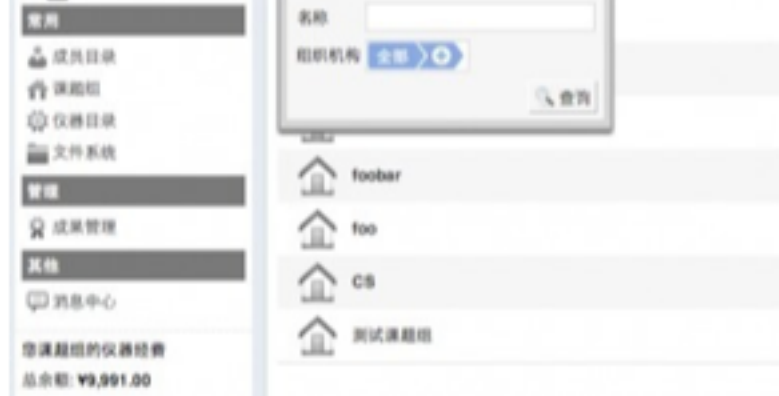 常用
成员目录
课题组
仪器目录
文件系统
管理
成果管理
其他
消息中心
您课题组的仪器经费
总余额: ¥9,991.00
名称
组织机构 全部
查询
foobar
foo
CS
测试课题组